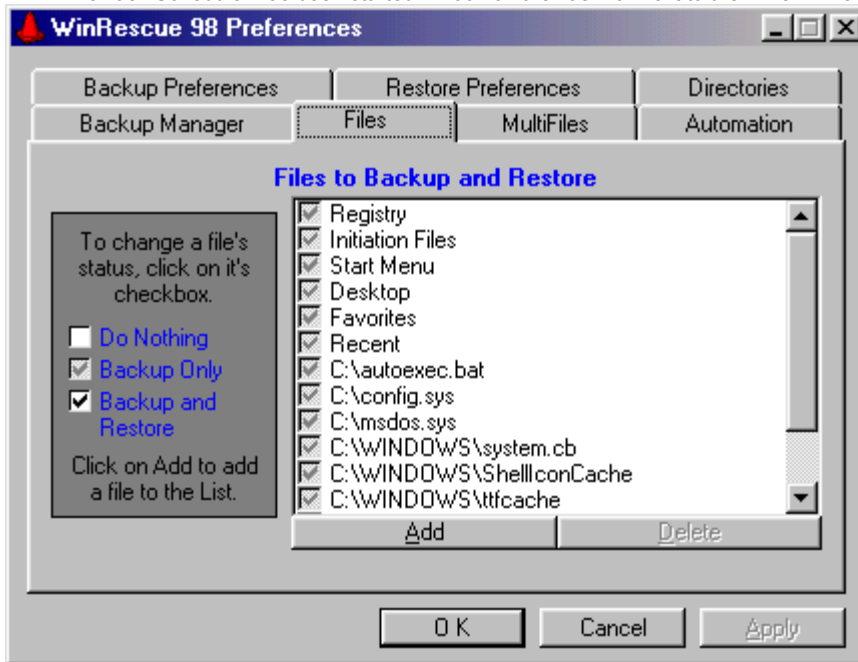 WinRescue 98 Preferences
Backup Preferences
Restore Preferences
Directories
Backup Manager
Files
MultiFiles
Automation
Files to Backup and Restore
To change a file's
status, click on it's
checkbox.
Do Nothing
Backup Only
Backup and
Restore
Click on Add to add
a file to the List.
Registry
Initiation Files
Start Menu
Desktop
Favorites
Recent
C:\autoexec.bat
C:\config.sys
C:\msdos.sys
C:\WINDOWS\system.cb
C:\WINDOWS\ShellIconCache
C:\WINDOWS\ttfcache
Add
Delete
O K
Cancel
Apply